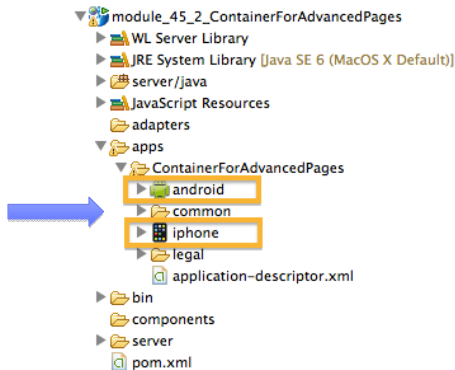 module_45_2_ContainerForAdvancedPages
WL Server Library
JRE System Library [Java SE 6 (MacOS X Default)]
server/java
JavaScript Resources
adapters
apps
ContainerForAdvancedPages
android
common
iphone
legal
application-descriptor.xml
bin
components
server
pom.xml